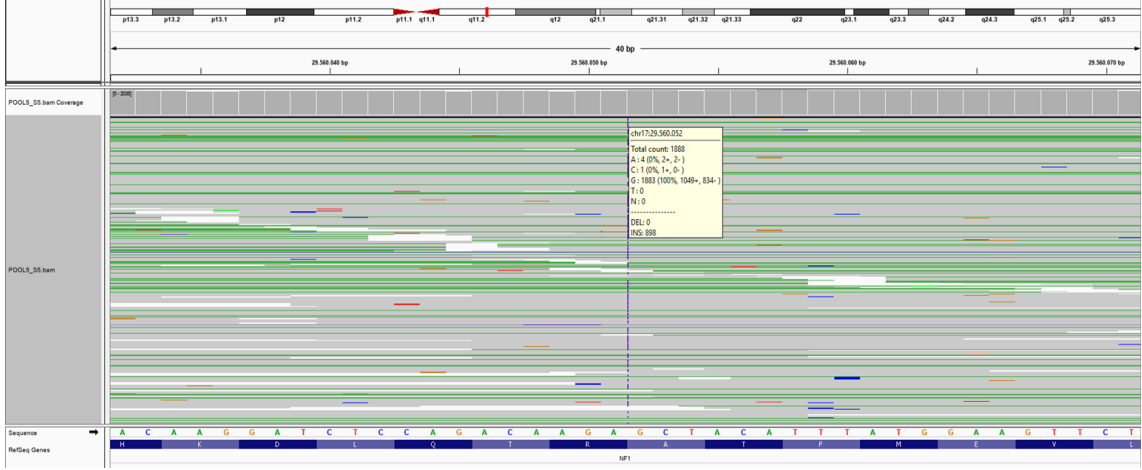 p13.3 p13.2 p13.1 p12 p11.2 p11.1 q11.1 q11.2 q12 q21.1 q21.31 q21.32 q21.33 q22 q23.1 q23.3 q24.2 q24.3 q25.1 q25.2 q25.3
40 bp
29.560.040 bp 29.560.050 bp 29.560.060 bp 29.560.070 bp
POOL5_S5.bam Coverage
[0 - 2038]
chr17:29.560.052
Total count: 1888
A : 4 (0%, 2+, 2- )
C : 1 (0%, 1+, 0- )
G : 1883 (100%, 1049+, 834- )
T : 0
N : 0
---------------
DEL: 0
INS: 898
POOL5_S5.bam
Sequence A C A A G G A T C T C C A G A C A A G A G C T A C A T T T A T G G A A G T T C T
RefSeq Genes H K D L Q T R A T F M E V L
NF1